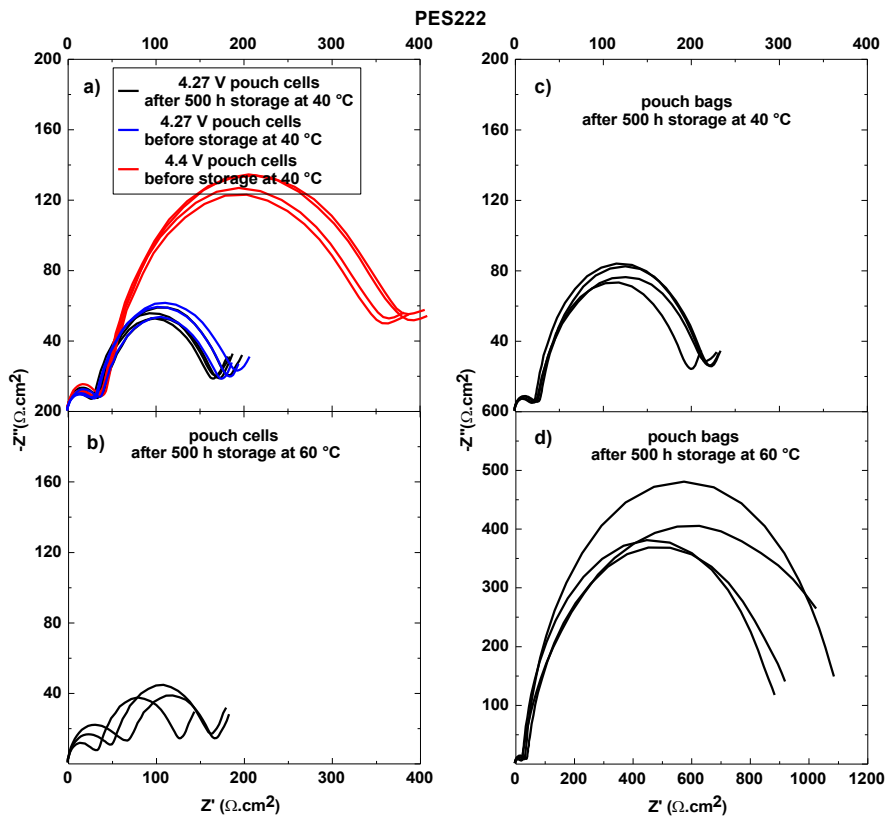 PES222
0 100 200 300 400
0 100 200 300 400
200
160
120
80
40
200
a)
4.27 V pouch cells
after 500 h storage at 40 °C
4.27 V pouch cells
before storage at 40 °C
4.4 V pouch cells
before storage at 40 °C
200
160
120
80
40
600
c)
pouch bags
after 500 h storage at 40 °C
-Z''(Ω.cm2)
-Z''(Ω.cm2)
b)
pouch cells
after 500 h storage at 60 °C
160
120
80
40
0 100 200 300 400
Z' (Ω.cm2)
d)
pouch bags
after 500 h storage at 60 °C
500
400
300
200
100
0 200 400 600 800 1000 1200
Z' (Ω.cm2)